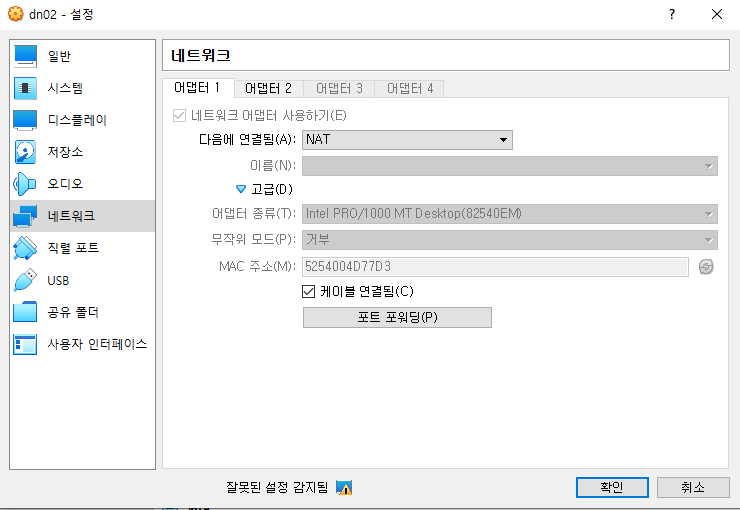 dn02 - 설정
일반
시스템
디스플레이
저장소
오디오
네트워크
직렬 포트
USB
공유 폴더
사용자 인터페이스
네트워크
어댑터 1 어댑터 2 어댑터 3 어댑터 4
네트워크 어댑터 사용하기(E)
다음에 연결됨(A): NAT
이름(N):
고급(D)
어댑터 종류(T): Intel PRO/1000 MT Desktop(82540EM)
무작위 모드(P): 거부
MAC 주소(M): 5254004D77D3
케이블 연결됨(C)
포트 포워딩(P)
잘못된 설정 감지됨
확인 취소